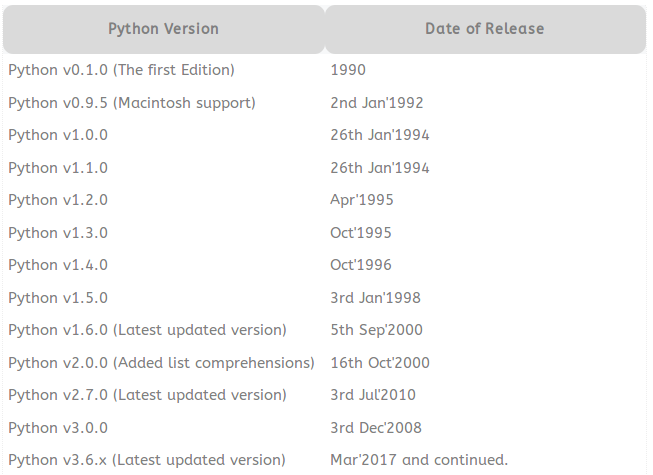 Python Version Date of Release
Python v0.1.0 (The first Edition) 1990
Python v0.9.5 (Macintosh support) 2nd Jan'1992
Python v1.0.0 26th Jan'1994
Python v1.1.0 26th Jan'1994
Python v1.2.0 Apr'1995
Python v1.3.0 Oct'1995
Python v1.4.0 Oct'1996
Python v1.5.0 3rd Jan'1998
Python v1.6.0 (Latest updated version) 5th Sep'2000
Python v2.0.0 (Added list comprehensions) 16th Oct'2000
Python v2.7.0 (Latest updated version) 3rd Jul'2010
Python v3.0.0 3rd Dec'2008
Python v3.6.x (Latest updated version) Mar'2017 and continued.